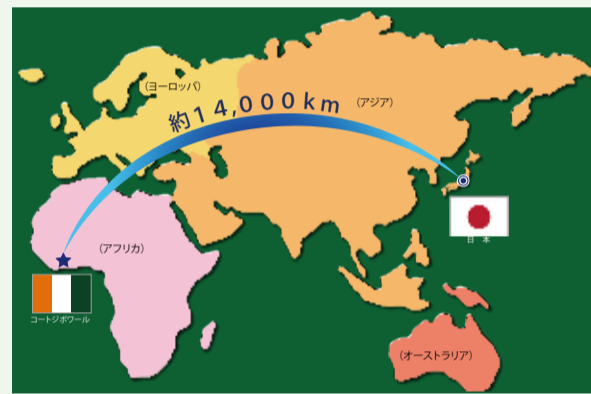 (ヨーロッパ)
約14,000km
(アジア)
日本
(アフリカ)
コートジボワール
(オーストラリア)